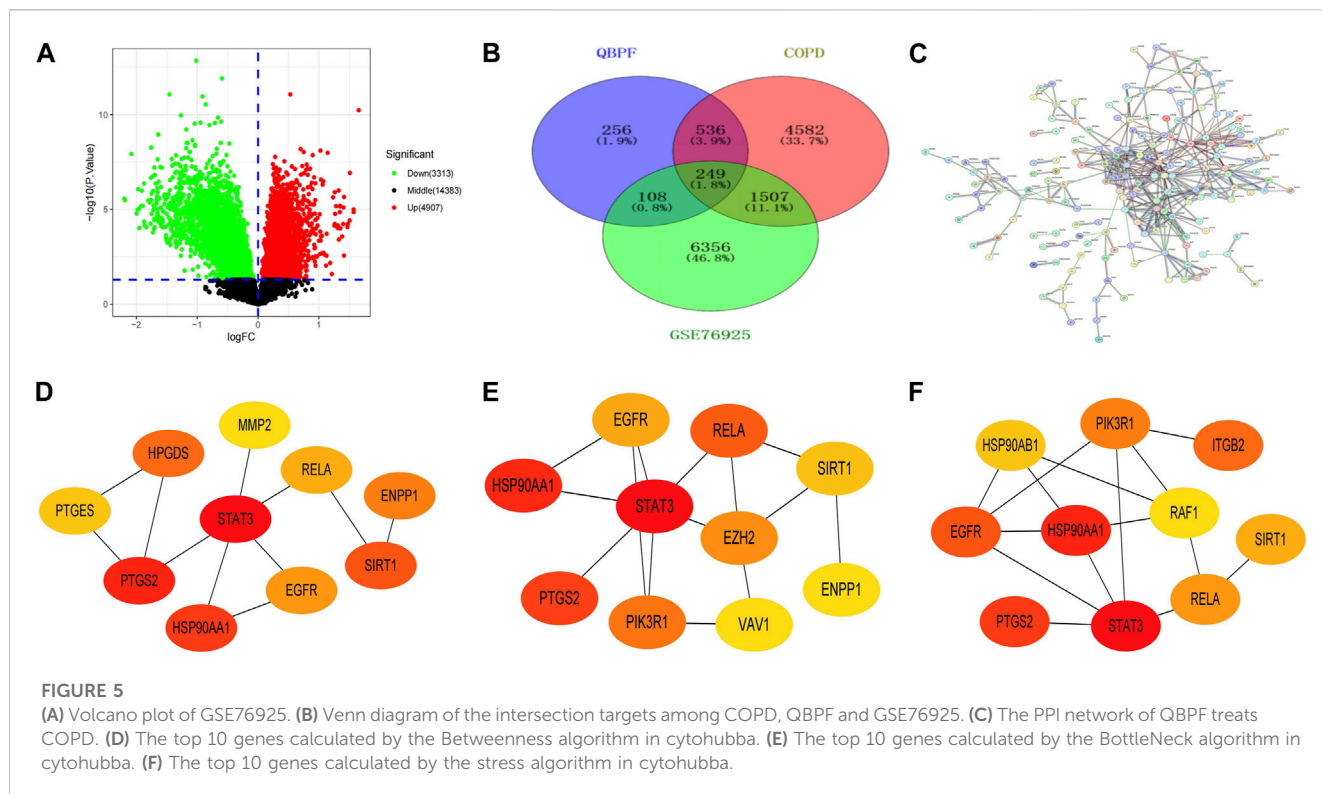 A
−log10(P.Value)
10
5
0
−2
−1
0
1
logFC
Significant
Down(3313)
Middle(14383)
Up(4907)
B
QBPF
COPD
256
(1.9%)
536
(3.9%)
4582
(33.7%)
249
(1.8%)
108
(0.8%)
1507
(11.1%)
6356
(46.8%)
GSE76925
C
D
MMP2
HPGDS
RELA
PTGES
ENPP1
STAT3
SIRT1
PTGS2
EGFR
HSP90AA1
E
EGFR
RELA
SIRT1
HSP90AA1
STAT3
EZH2
ENPP1
PTGS2
PIK3R1
VAV1
F
PIK3R1
HSP90AB1
ITGB2
RAF1
EGFR
HSP90AA1
SIRT1
RELA
PTGS2
STAT3
FIGURE 5
(A) Volcano plot of GSE76925. (B) Venn diagram of the intersection targets among COPD, QBPF and GSE76925. (C) The PPI network of QBPF treats
COPD. (D) The top 10 genes calculated by the Betweenness algorithm in cytohubba. (E) The top 10 genes calculated by the BottleNeck algorithm in
cytohubba. (F) The top 10 genes calculated by the stress algorithm in cytohubba.